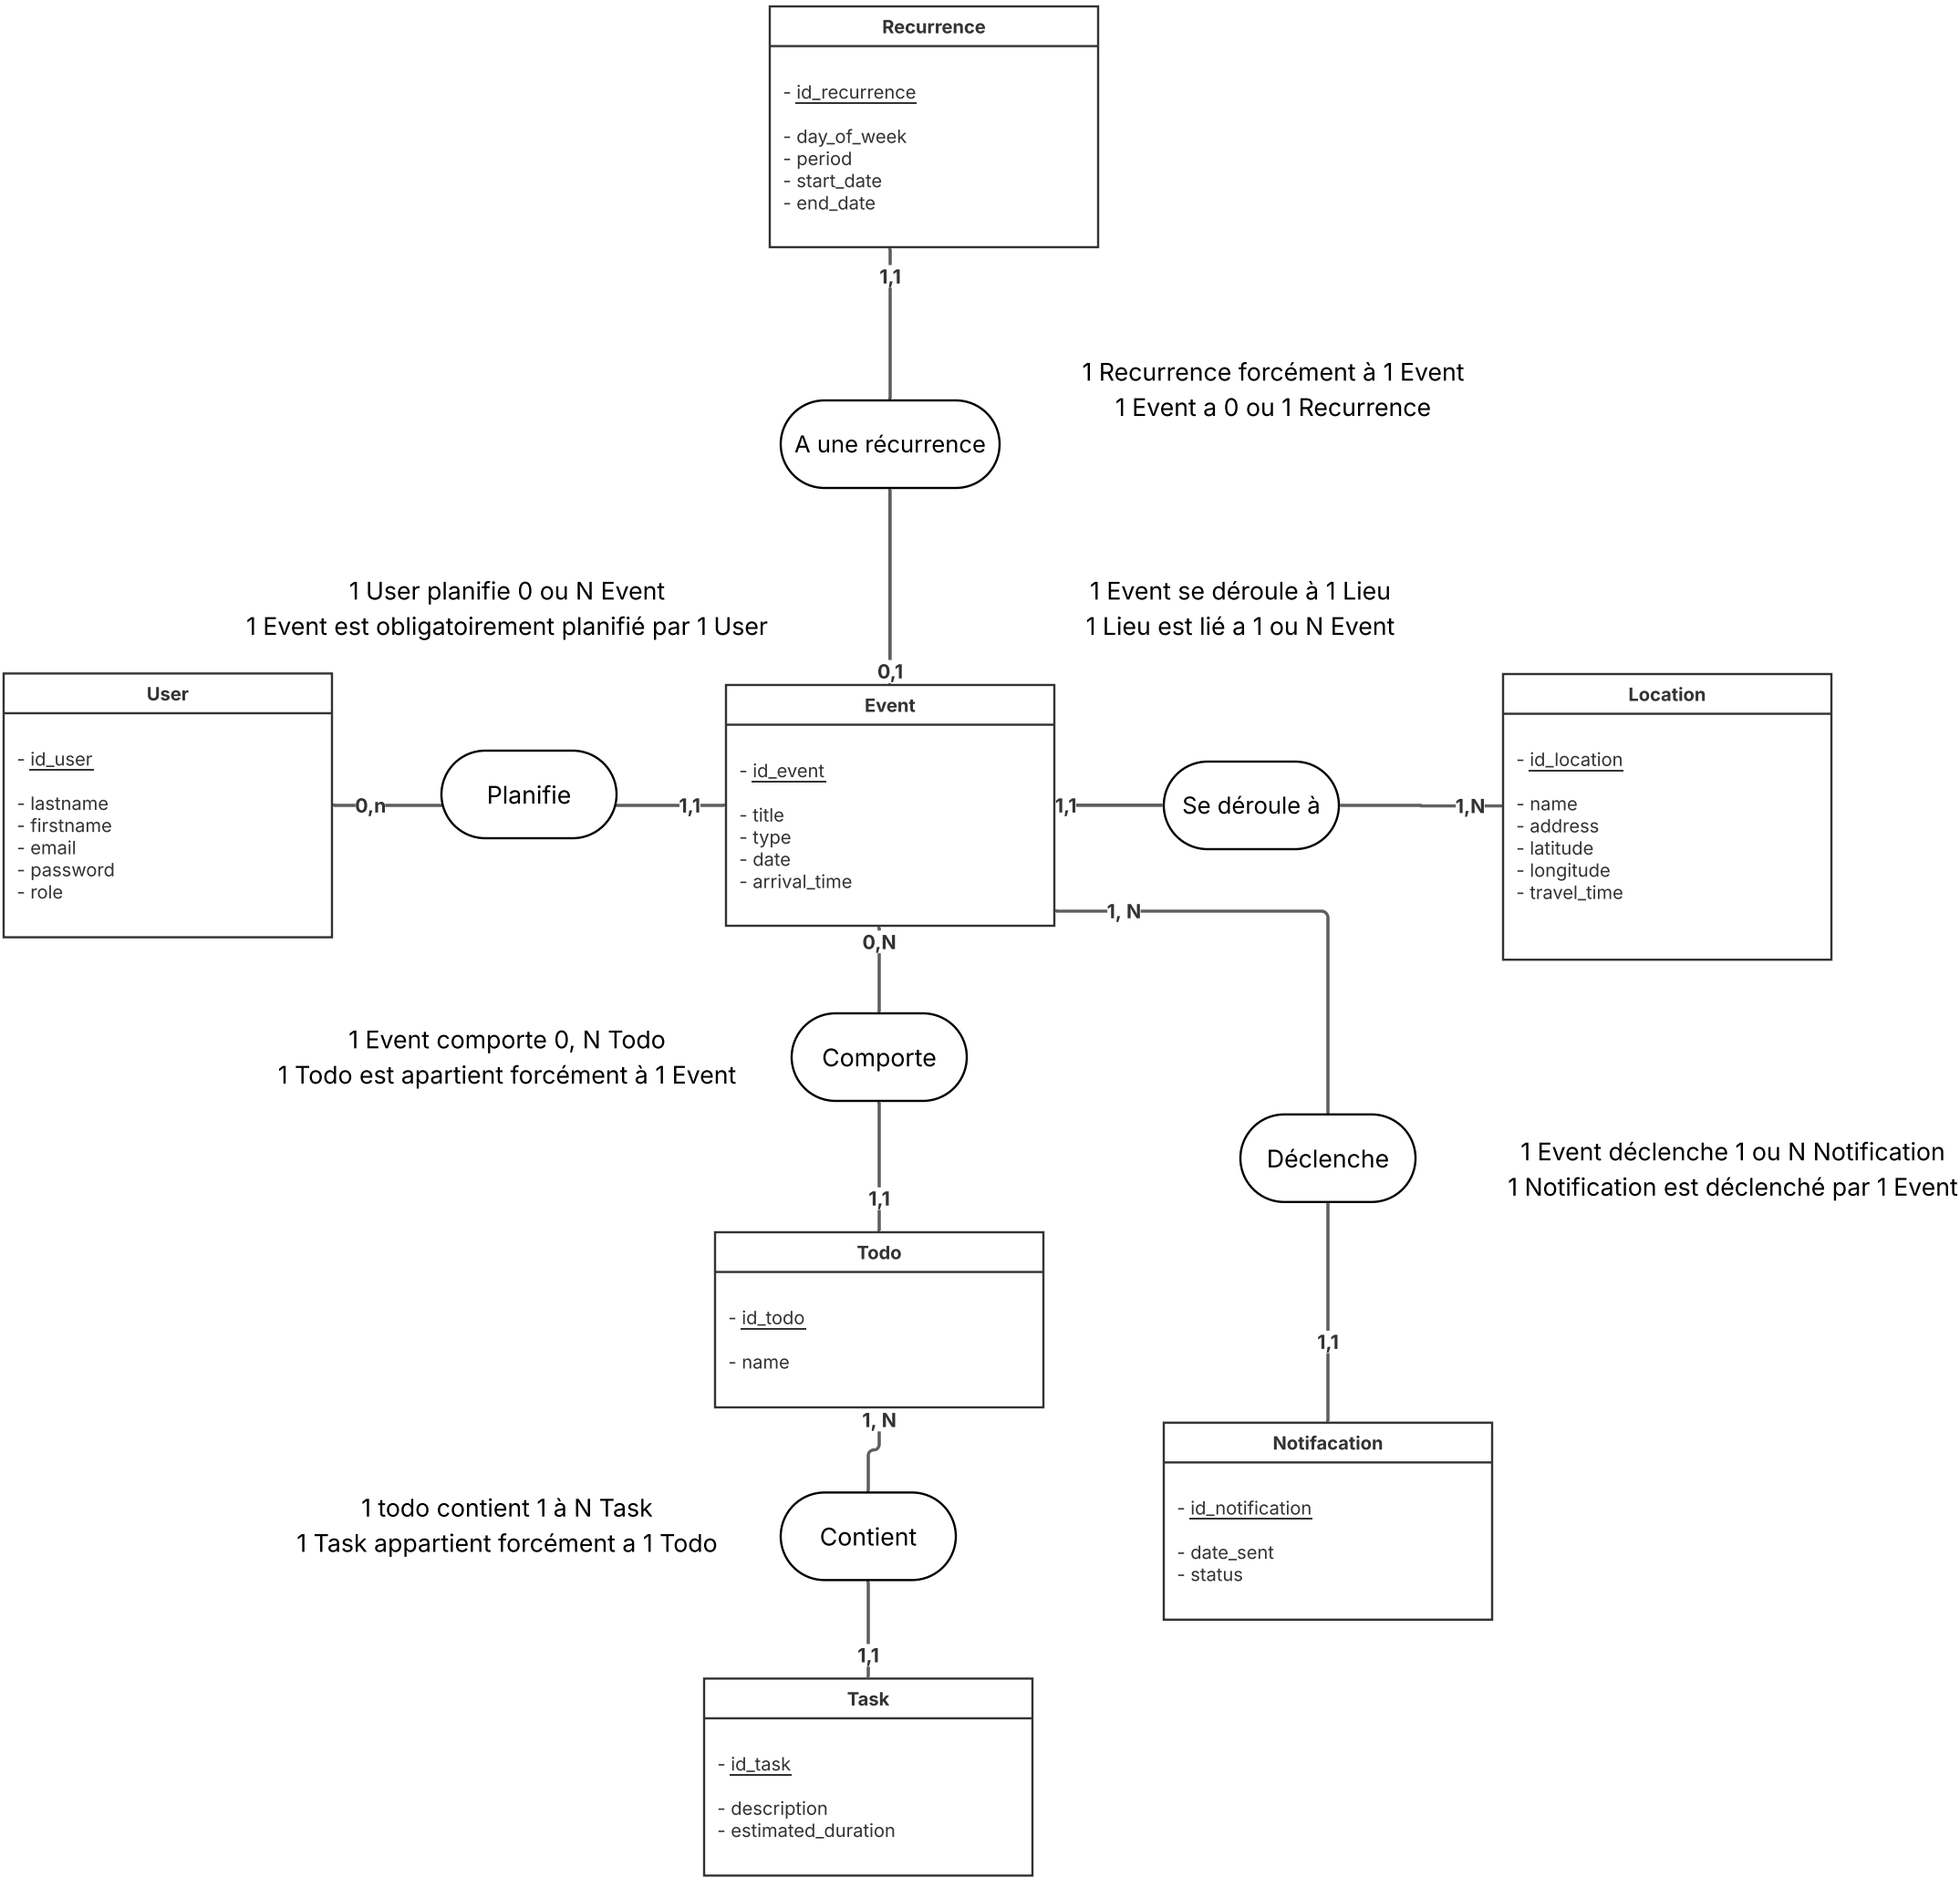 Recurrence
- id_recurrence
- day_of_week
- period
- start_date
- end_date
1,1
1 Recurrence forcément à 1 Event
1 Event a 0 ou 1 Recurrence
A une récurrence
1 User planifie 0 ou N Event
1 Event est obligatoirement planifié par 1 User
1 Event se déroule à 1 Lieu
1 Lieu est lié a 1 ou N Event
0,1
User
- id_user
- lastname
- firstname
- email
- password
- role
0,n
Planifie
1,1
Event
- id_event
- title
- type
- date
- arrival_time
1,1
Se déroule à
1,N
Location
- id_location
- name
- address
- latitude
- longitude
- travel_time
1, N
0,N
1 Event comporte 0, N Todo
1 Todo est apartient forcément à 1 Event
Comporte
Déclenche
1 Event déclenche 1 ou N Notification
1 Notification est déclenché par 1 Event
1,1
Todo
- id_todo
- name
1,1
1, N
Notifacation
- id_notification
- date_sent
- status
1 todo contient 1 à N Task
1 Task appartient forcément a 1 Todo
Contient
1,1
Task
- id_task
- description
- estimated_duration